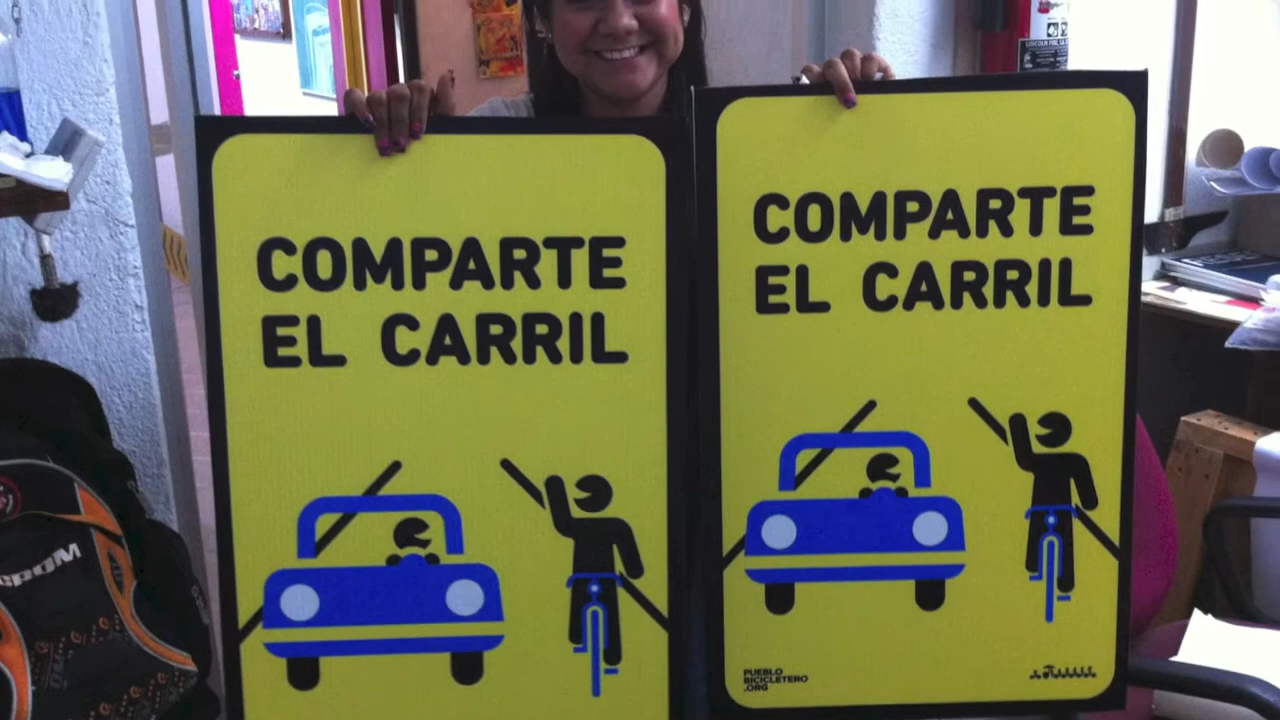 COMPARTE
EL CARRIL
COMPARTE
EL CARRIL
PUEBLO
BICICLETERO
.ORG